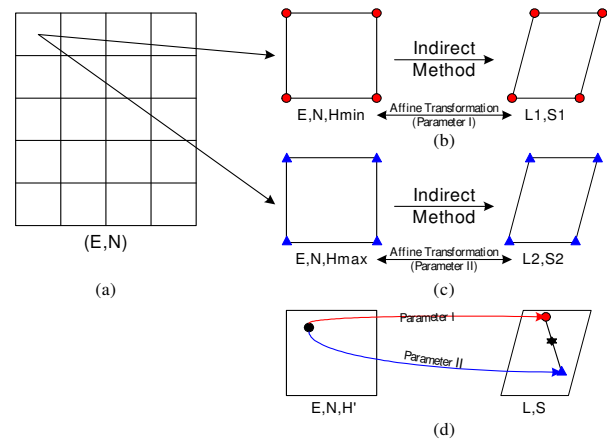 (E,N)
(a)
Indirect
Method
E,N,Hmin
Affine Transformation
(Parameter I)
L1,S1
(b)
Indirect
Method
E,N,Hmax
Affine Transformation
(Parameter II)
L2,S2
(c)
Parameter I
Parameter II
E,N,H'
L,S
(d)